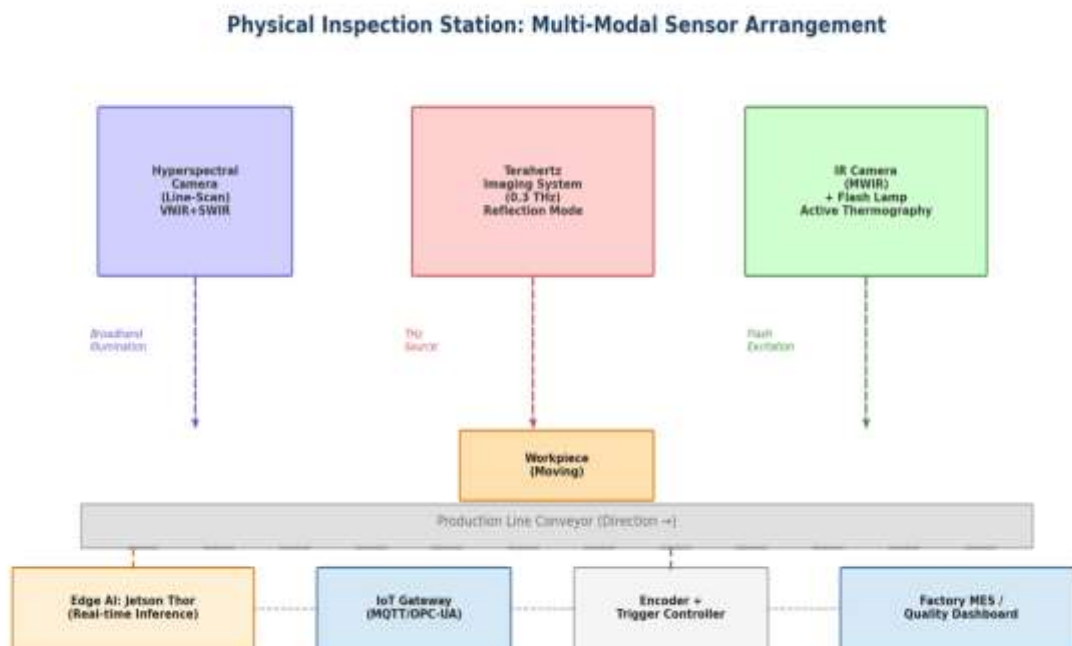 Physical Inspection Station: Multi-Modal Sensor Arrangement
Hyperspectral
Camera
(Line-Scan)
VNIR+SWIR
Terahertz
Imaging System
(0.3 THz)
Reflection Mode
IR Camera
(MWIR)
+ Flash Lamp
Active Thermography
Broadband
Illumination
THz
Source
Flash
Excitation
Workpiece
(Moving)
Production Line Conveyor (Direction →)
Edge AI: Jetson Thor
(Real-time Inference)
IoT Gateway
(MQTT/OPC-UA)
Encoder +
Trigger Controller
Factory MES /
Quality Dashboard